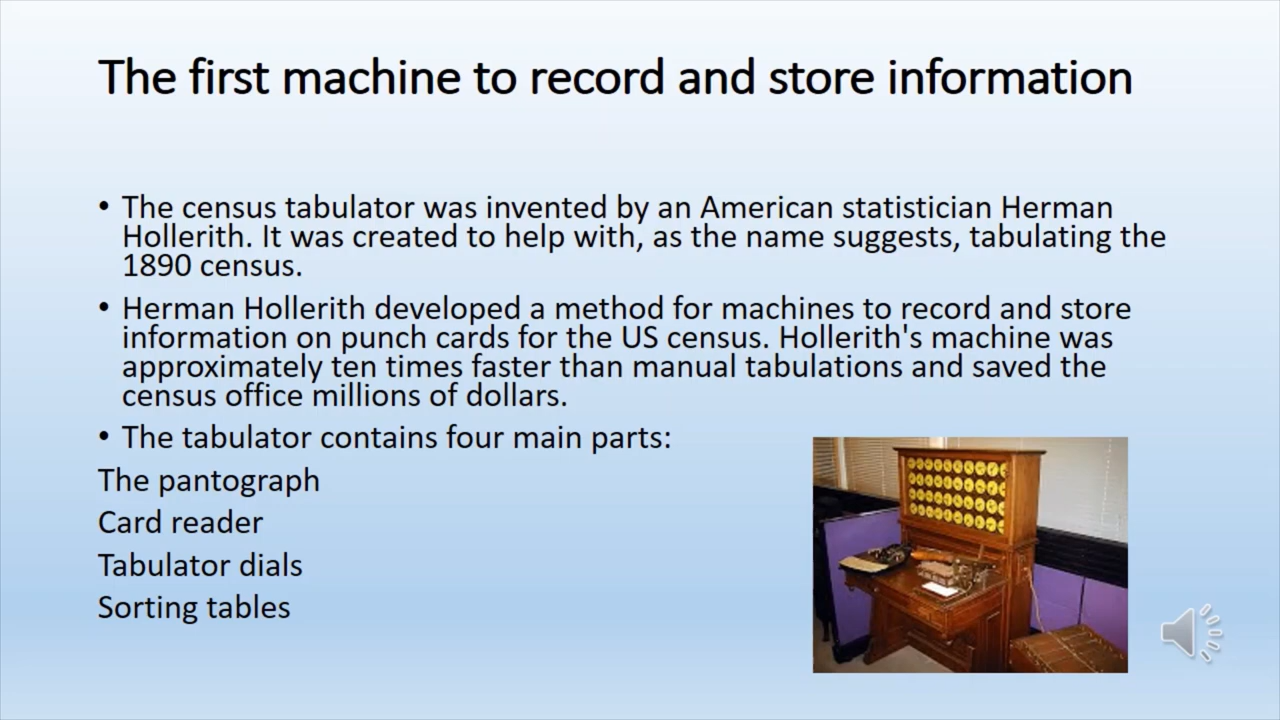 The first machine to record and store information
• The census tabulator was invented by an American statistician Herman
Hollerith. It was created to help with, as the name suggests, tabulating the
1890 census.
• Herman Hollerith developed a method for machines to record and store
information on punch cards for the US census. Hollerith's machine was
approximately ten times faster than manual tabulations and saved the
census office millions of dollars.
• The tabulator contains four main parts:
The pantograph
Card reader
Tabulator dials
Sorting tables